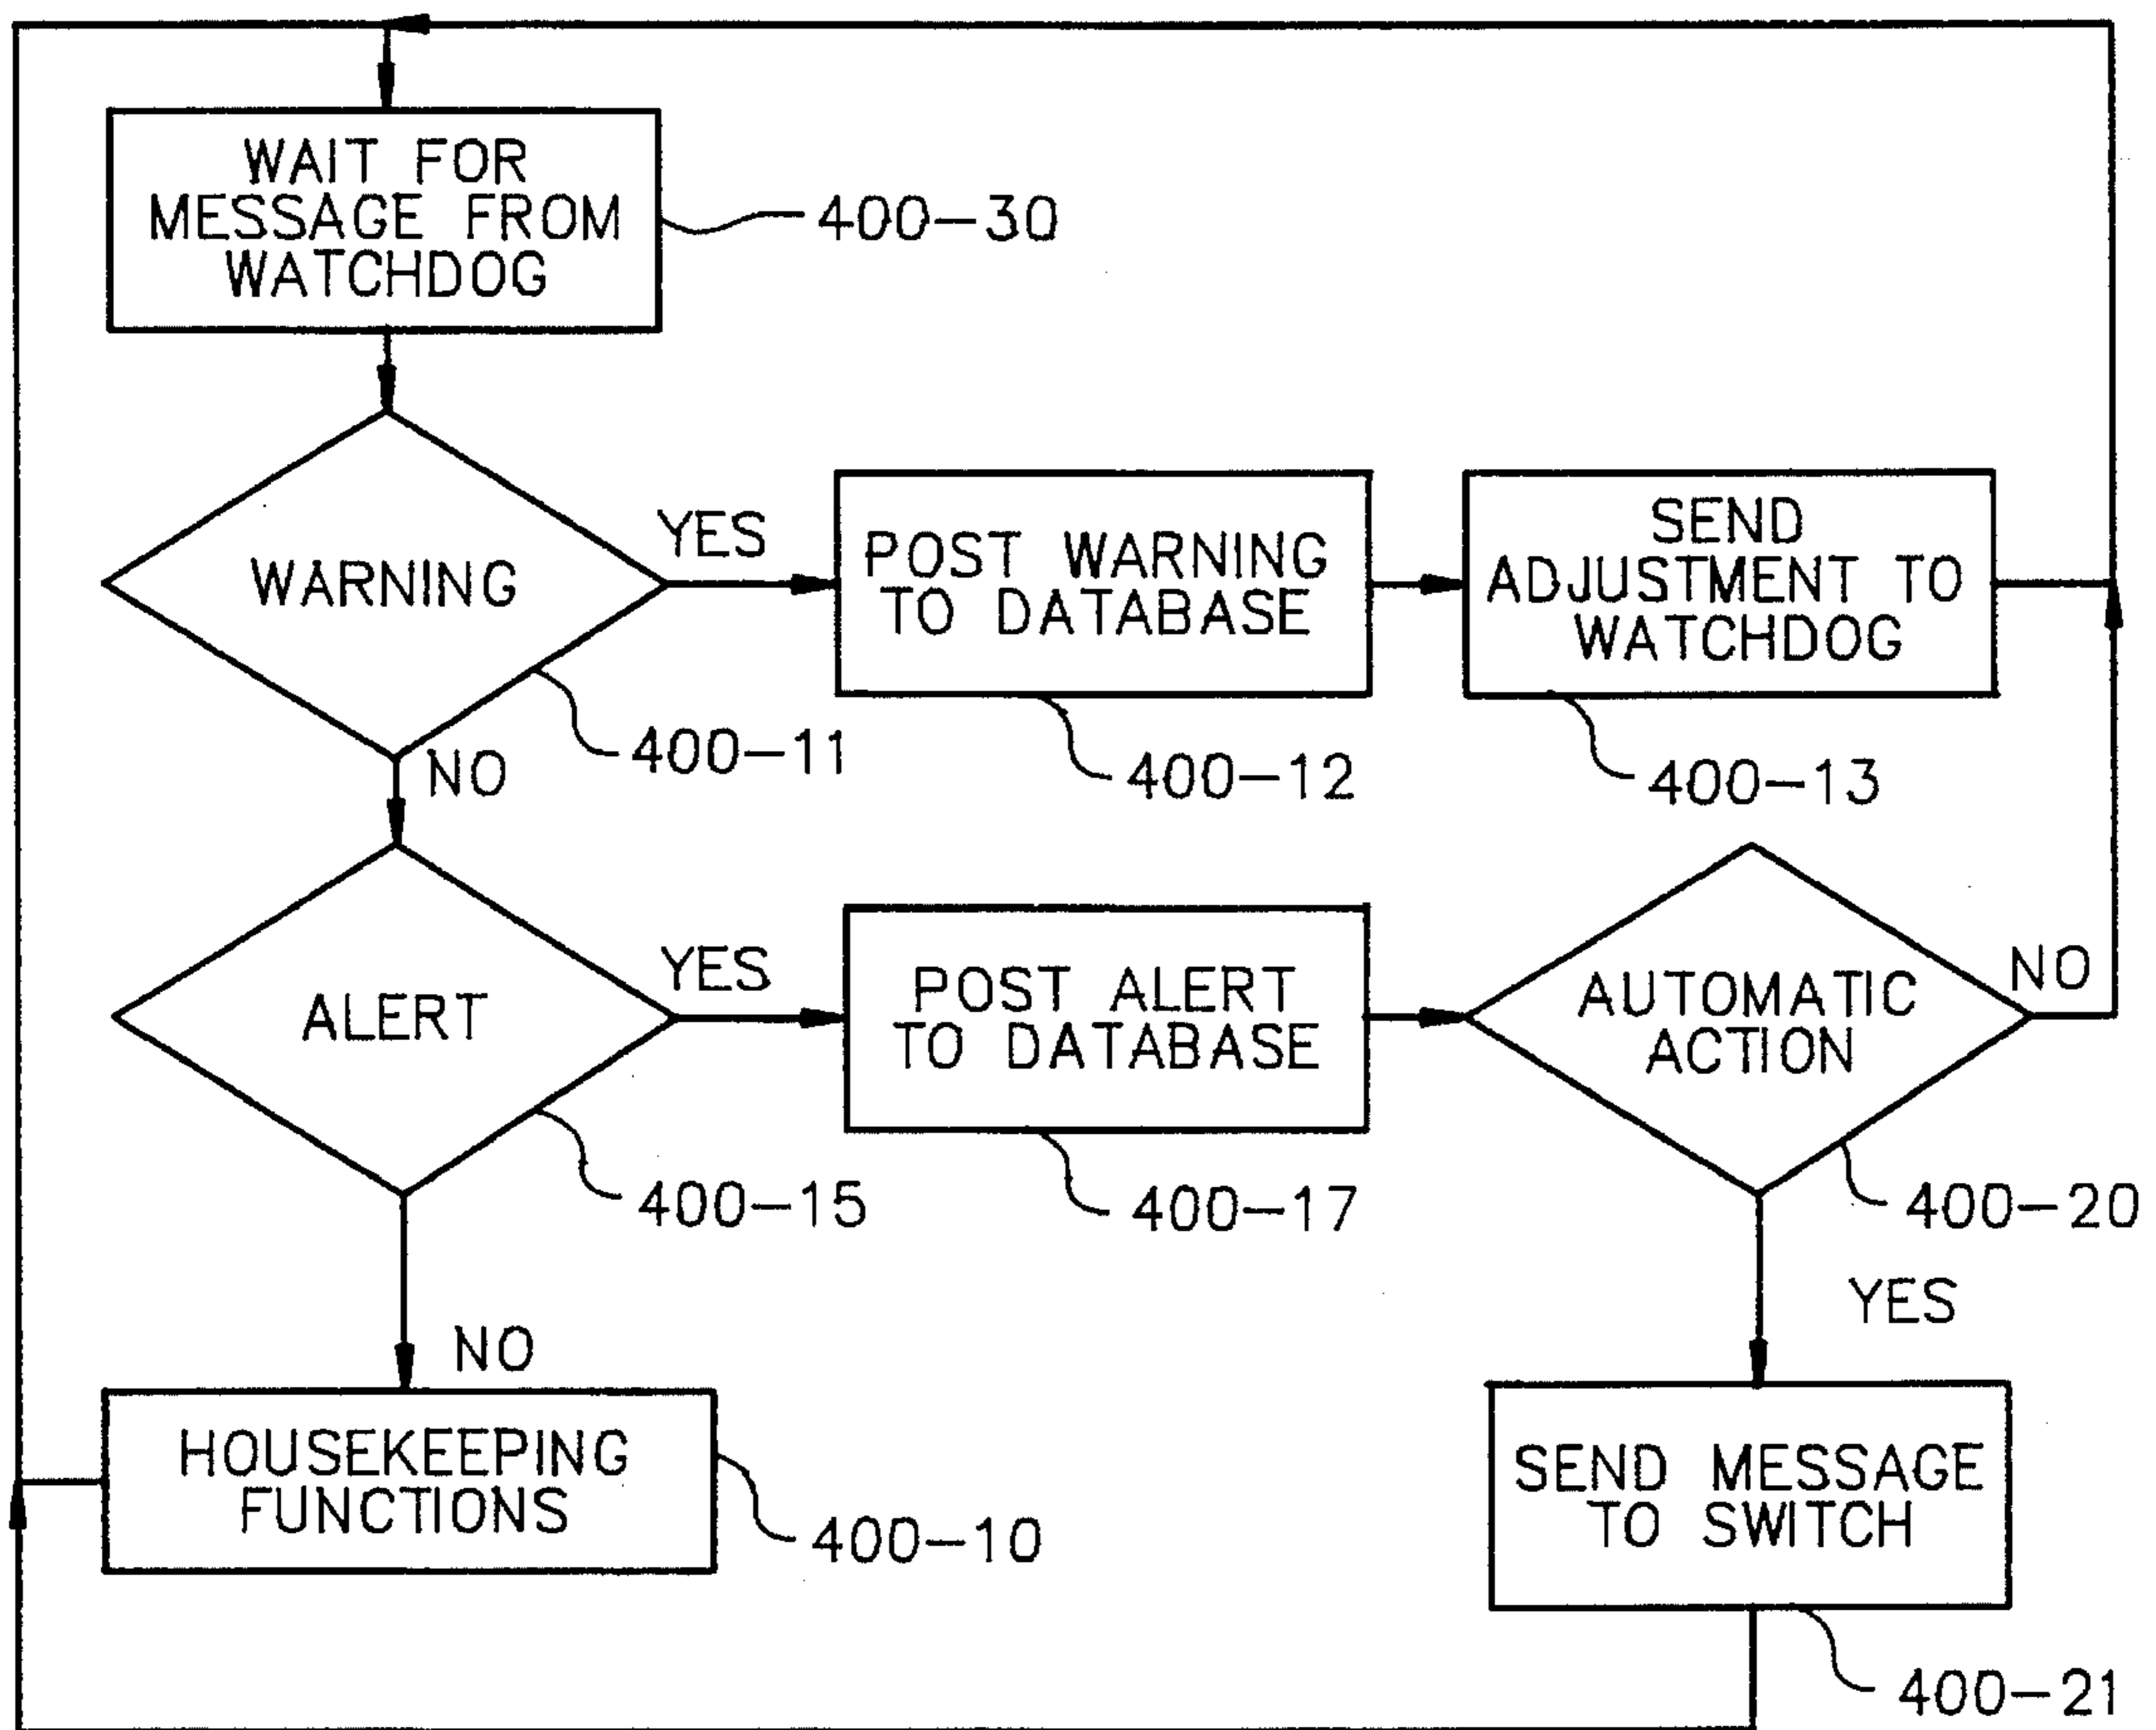 WAIT FOR
MESSAGE FROM
WATCHDOG
400-30
WARNING
YES
POST WARNING
TO DATABASE
SEND
ADJUSTMENT TO
WATCHDOG
400-11
NO
400-12
400-13
ALERT
YES
POST ALERT
TO DATABASE
AUTOMATIC
ACTION
NO
400-15
400-17
400-20
NO
YES
HOUSEKEEPING
FUNCTIONS
400-10
SEND MESSAGE
TO SWITCH
400-21